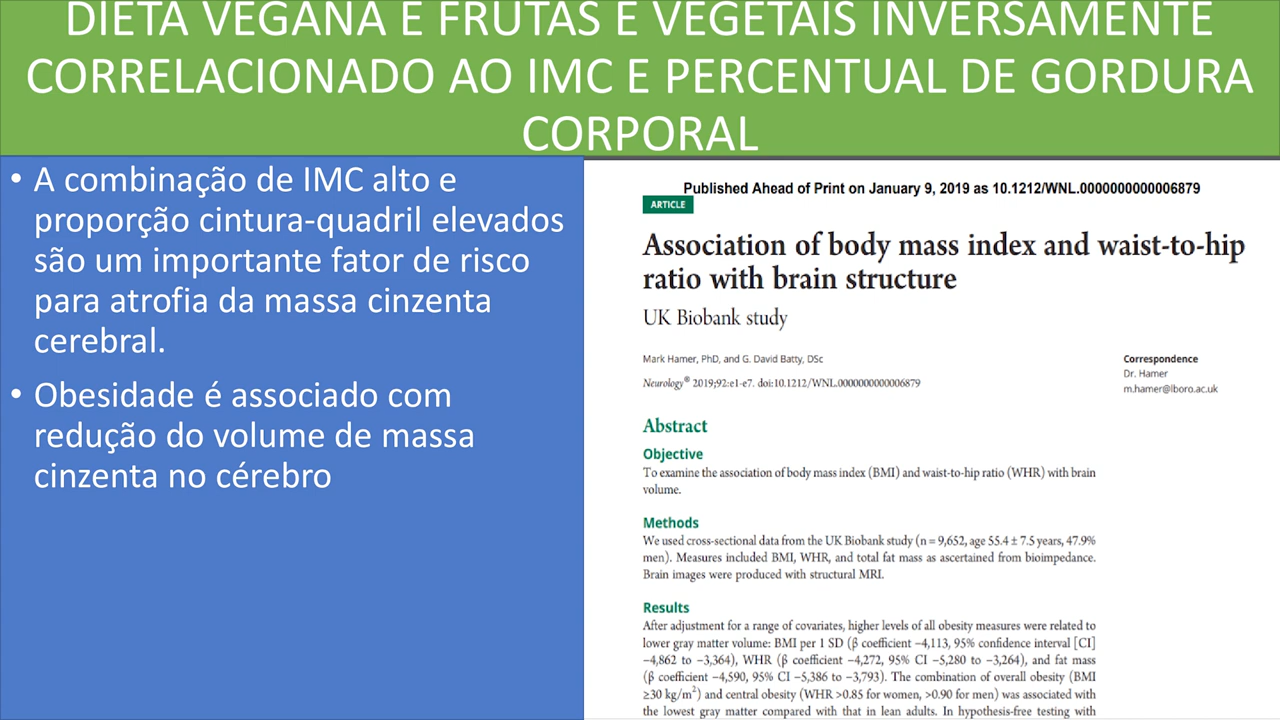 DIETA VEGANA E FRUTAS E VEGETAIS INVERSAMENTE
CORRELACIONADO AO IMC E PERCENTUAL DE GORDURA
CORPORAL
• A combinação de IMC alto e
proporção cintura-quadril elevados
são um importante fator de risco
para atrofia da massa cinzenta
cerebral.
• Obesidade é associado com
redução do volume de massa
cinzenta no cérebro
Published Ahead of Print on January 9, 2019 as 10.1212/WNL.0000000000006879
ARTICLE
Association of body mass index and waist-to-hip
ratio with brain structure
UK Biobank study
Mark Hamer, PhD, and G. David Batty, DSc
Neurology® 2019;92:e1-e7. doi:10.1212/WNL.0000000000006879
Correspondence
Dr. Hamer
m.hamer@lboro.ac.uk
Abstract
Objective
To examine the association of body mass index (BMI) and waist-to-hip ratio (WHR) with brain
volume.
Methods
We used cross-sectional data from the UK Biobank study (n = 9,652, age 55.4 ± 7.5 years, 47.9%
men). Measures included BMI, WHR, and total fat mass as ascertained from bioimpedance.
Brain images were produced with structural MRI.
Results
After adjustment for a range of covariates, higher levels of all obesity measures were related to
lower gray matter volume: BMI per 1 SD (β coefficient −4,113, 95% confidence interval [CI]
−4,862 to −3,364), WHR (β coefficient −4,272, 95% CI −5,280 to −3,264), and fat mass
(β coefficient −4,590, 95% CI −5,386 to −3,793). The combination of overall obesity (BMI
≥30 kg/m²) and central obesity (WHR >0.85 for women, >0.90 for men) was associated with
the lowest gray matter compared with that in lean adults. In hypothesis-free testing with